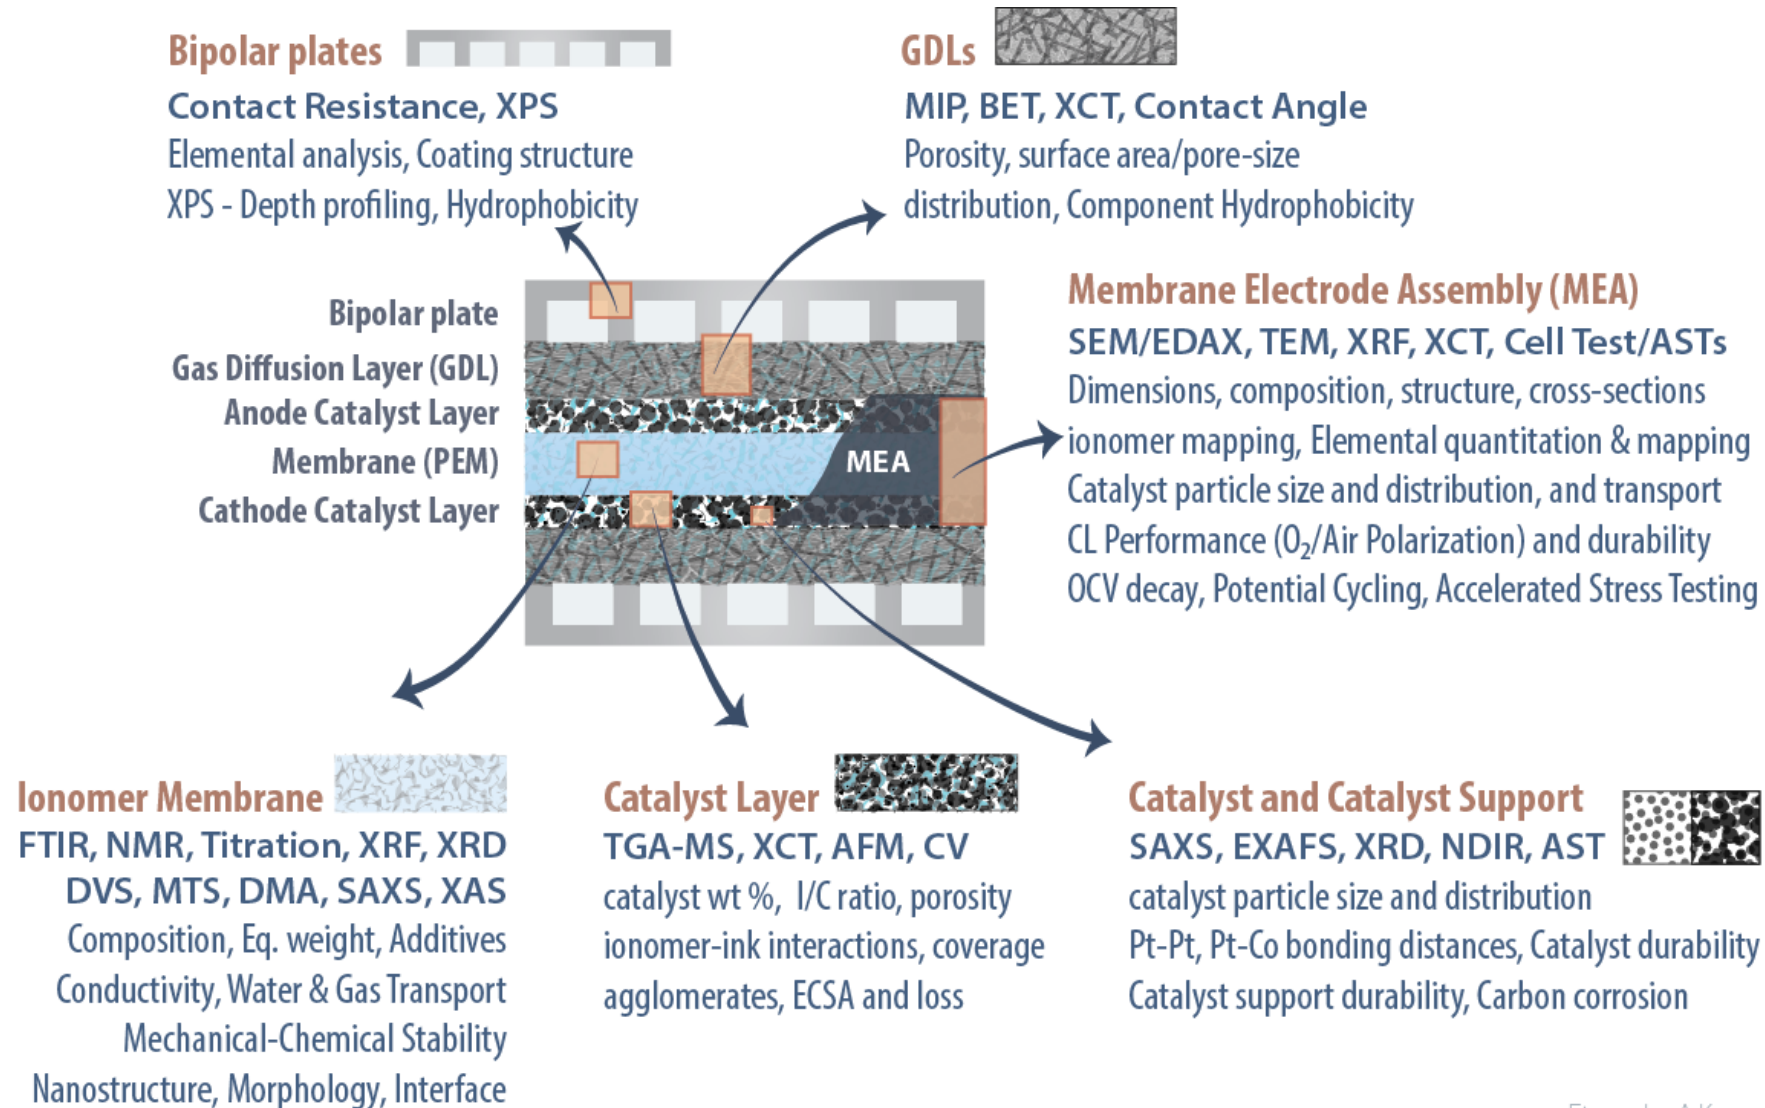 Bipolar plates
Contact Resistance, XPS
Elemental analysis, Coating structure
XPS - Depth profiling, Hydrophobicity
GDLs
MIP, BET, XCT, Contact Angle
Porosity, surface area/pore-size
distribution, Component Hydrophobicity
Bipolar plate
Gas Diffusion Layer (GDL)
Anode Catalyst Layer
Membrane (PEM)
Cathode Catalyst Layer
MEA
Membrane Electrode Assembly (MEA)
SEM/EDAX, TEM, XRF, XCT, Cell Test/ASTs
Dimensions, composition, structure, cross-sections
ionomer mapping, Elemental quantitation & mapping
Catalyst particle size and distribution, and transport
CL Performance (O₂/Air Polarization) and durability
OCV decay, Potential Cycling, Accelerated Stress Testing
Ionomer Membrane
FTIR, NMR, Titration, XRF, XRD
DVS, MTS, DMA, SAXS, XAS
Composition, Eq. weight, Additives
Conductivity, Water & Gas Transport
Mechanical-Chemical Stability
Nanostructure, Morphology, Interface
Catalyst Layer
TGA-MS, XCT, AFM, CV
catalyst wt %, I/C ratio, porosity
ionomer-ink interactions, coverage
agglomerates, ECSA and loss
Catalyst and Catalyst Support
SAXS, EXAFS, XRD, NDIR, AST
catalyst particle size and distribution
Pt-Pt, Pt-Co bonding distances, Catalyst durability
Catalyst support durability, Carbon corrosion